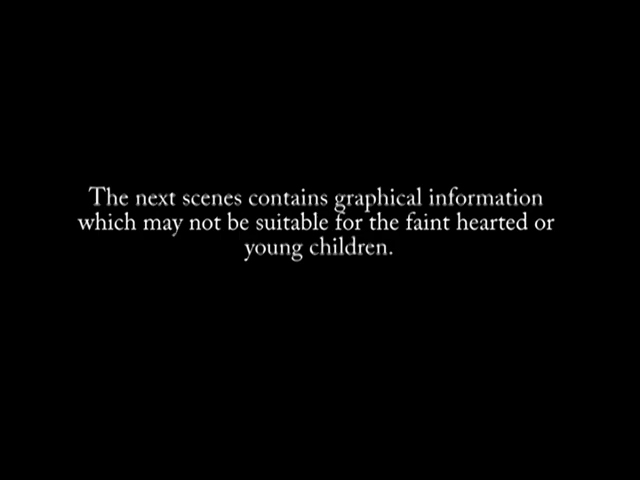 The next scenes contains graphical information
which may not be suitable for the faint hearted or
young children.